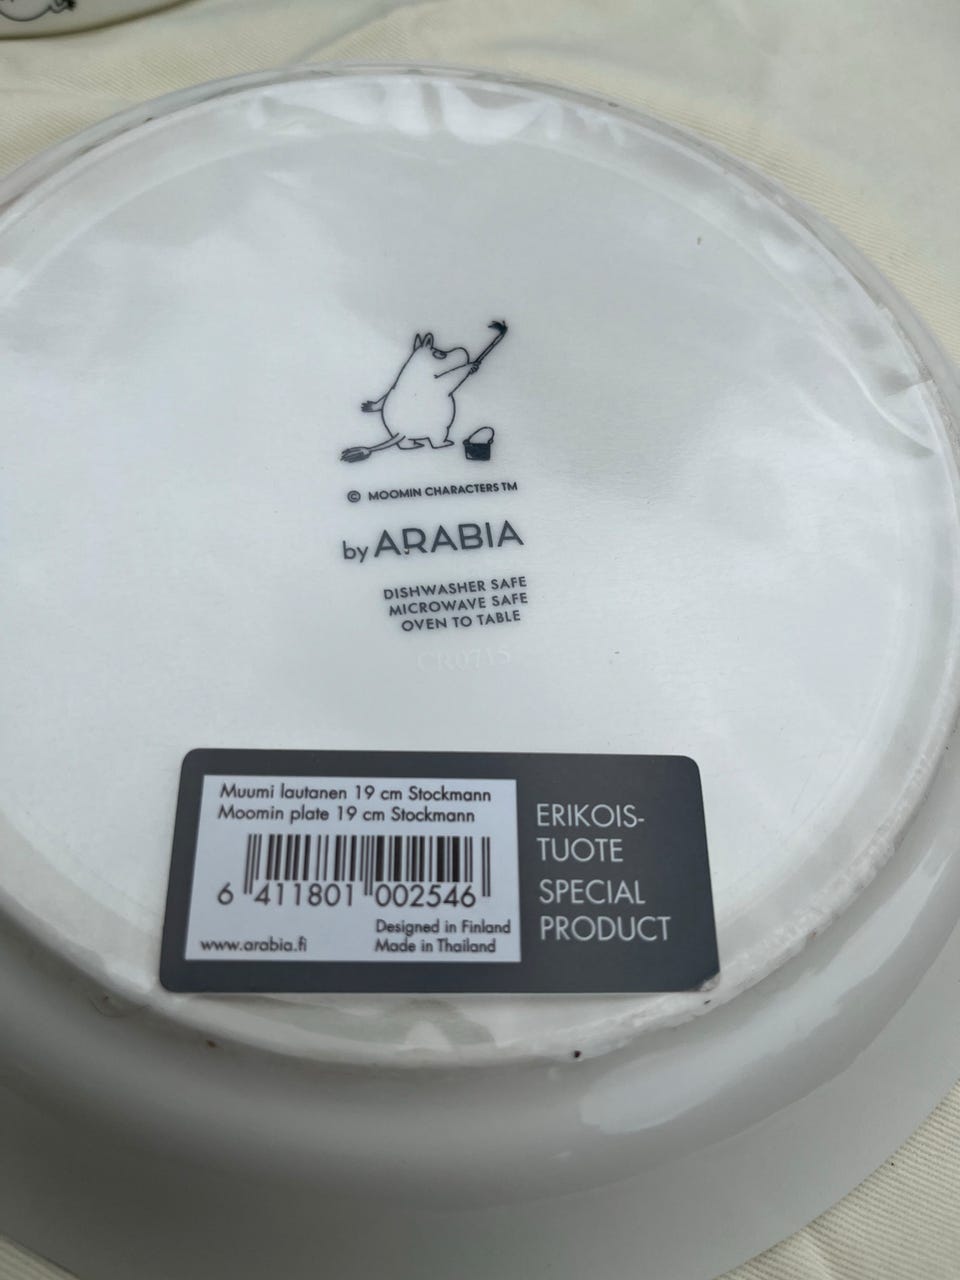 © MOOMIN CHARACTERS TM
by ARABIA
DISHWASHER SAFE
MICROWAVE SAFE
OVEN TO TABLE
Muumi lautanen 19 cm Stockmann
Moomin plate 19 cm Stockmann
6 411801 002546
www.arabia.fi
Designed in Finland
Made in Thailand
ERIKOIS-
TUOTE
SPECIAL
PRODUCT